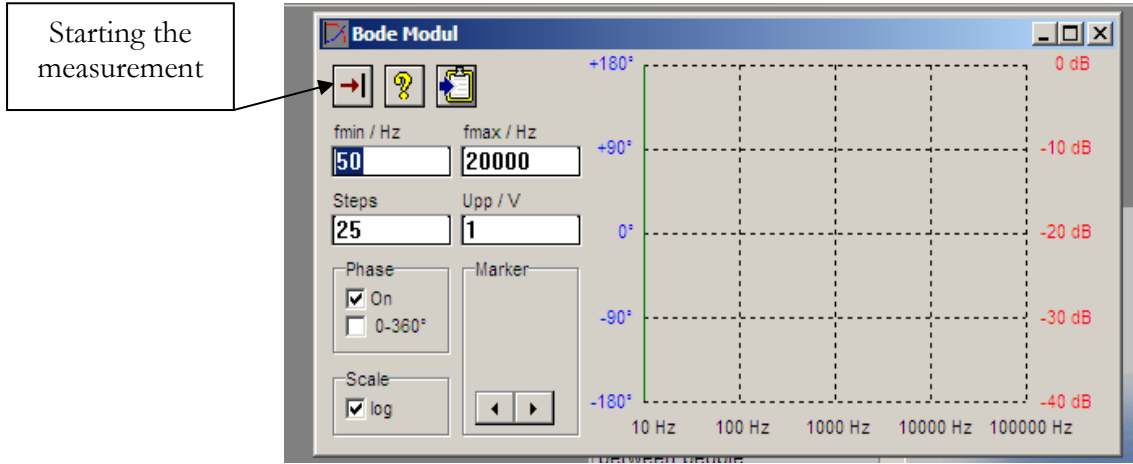 Starting the
measurement
Bode Modul
fmin / Hz fmax / Hz
50 20000
Steps Upp / V
25 1
Phase Marker
On
0-360°
Scale
log
+180° 0 dB
+90° -10 dB
0° -20 dB
-90° -30 dB
-180° -40 dB
10 Hz 100 Hz 1000 Hz 10000 Hz 100000 Hz
between people